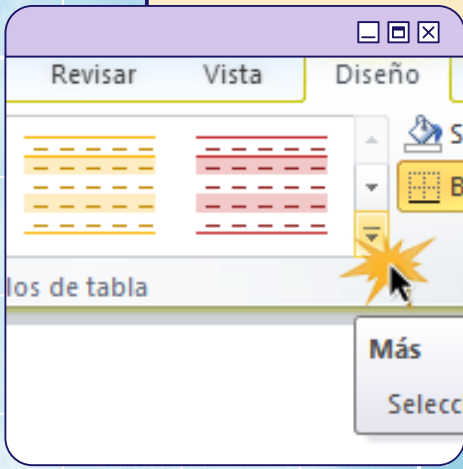 Revisar Vista Diseño
S
B
los de tabla
Más
Selecc